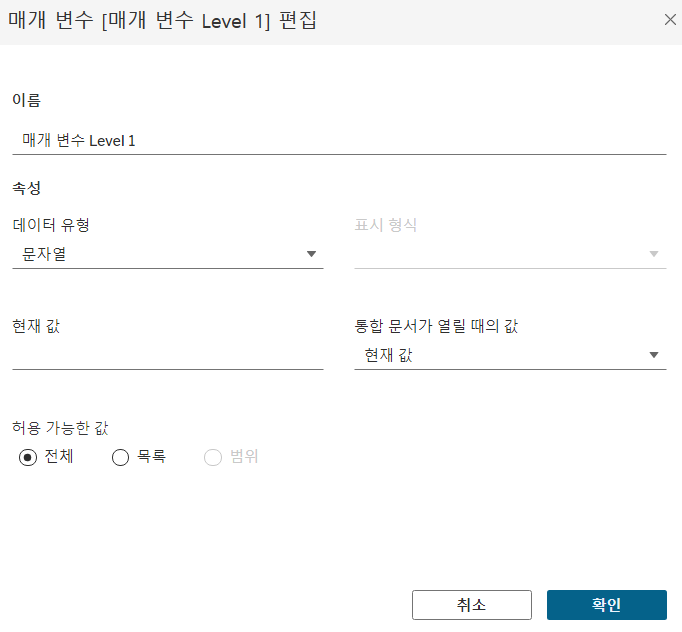 매개 변수 [매개 변수 Level 1] 편집
이름
매개 변수 Level 1
속성
데이터 유형
표시 형식
문자열
현재 값
통합 문서가 열릴 때의 값
현재 값
허용 가능한 값
전체 목록 범위
취소 확인